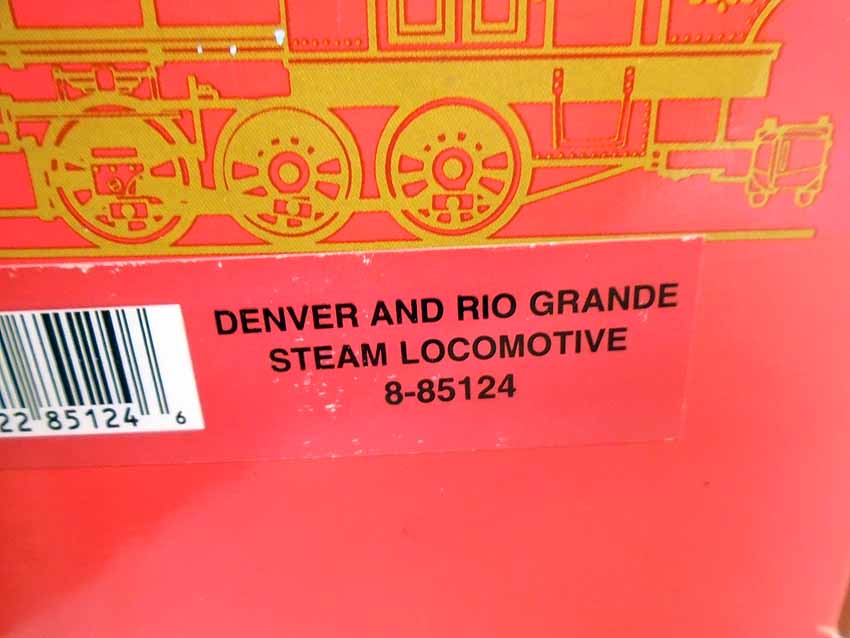 DENVER AND RIO GRANDE
STEAM LOCOMOTIVE
8-85124
22 85124 6